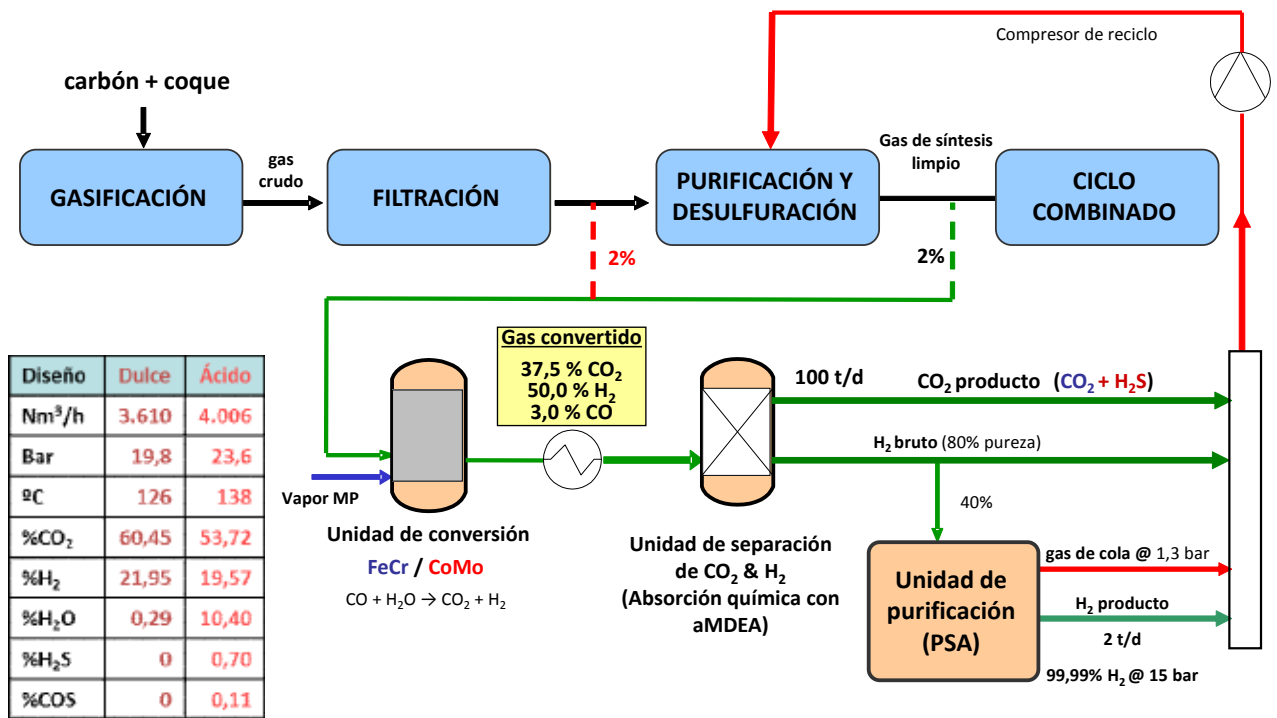 Compresor de reciclo
carbón + coque
gas
crudo
Gas de síntesis
limpio
GASIFICACIÓN
FILTRACIÓN
PURIFICACIÓN Y
DESULFURACIÓN
CICLO
COMBINADO
2%
2%
Gas convertido
37,5 % CO₂
50,0 % H₂
3,0 % CO
Diseño Dulce Ácido
Nm³/h 3.610 4.006
Bar 19,8 23,6
ºC 126 138
%CO₂ 60,45 53,72
%H₂ 21,95 19,57
%H₂O 0,29 10,40
%H₂S 0 0,70
%COS 0 0,11
Vapor MP
Unidad de conversión
FeCr / CoMo
CO + H₂O → CO₂ + H₂
Unidad de separación
de CO₂ & H₂
(Absorción química con
aMDEA)
100 t/d CO₂ producto (CO₂ + H₂S)
H₂ bruto (80% pureza)
40%
Unidad de
purificación
(PSA)
gas de cola @ 1,3 bar
H₂ producto
2 t/d
99,99% H₂ @ 15 bar